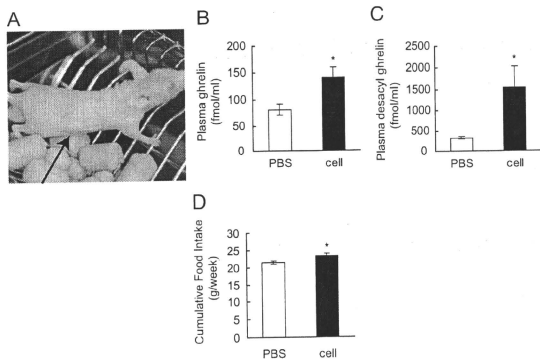 A
B
Plasma ghrelin
(fmol/ml)
200
150
100
50
0
*
PBS
cell
C
Plasma desacyl ghrelin
(fmol/ml)
2500
2000
1500
1000
500
0
*
PBS
cell
D
Cumulative Food Intake
(g/week)
30
25
20
15
10
5
0
*
PBS
cell